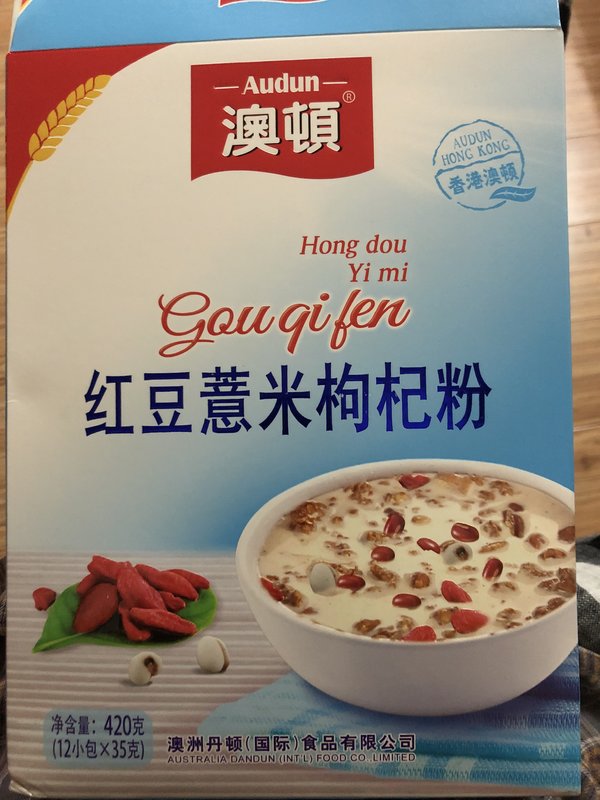 Audun
澳頓®
AUDUN
HONG KONG
香港澳頓
Hong dou
Yi mi
Gou qi fen
红豆薏米枸杞粉
净含量：420克
(12小包×35克)
澳洲丹顿(国际)食品有限公司
AUSTRALIA DANDUN (INT'L) FOOD CO. LIMITED